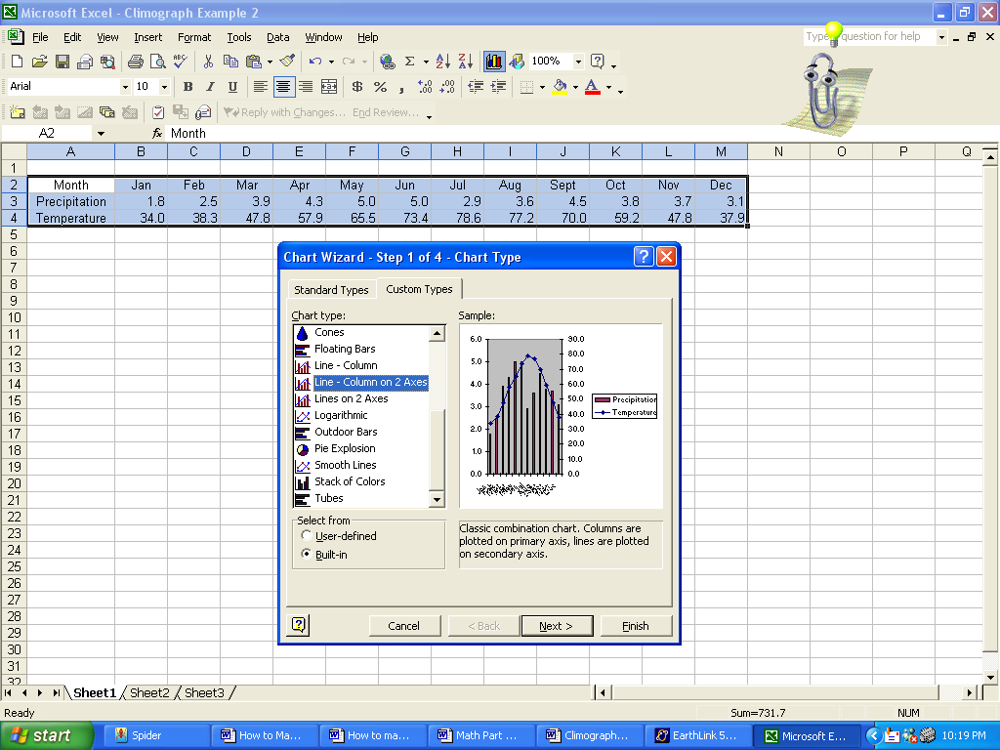 Microsoft Excel - Climograph Example 2
File Edit View Insert Format Tools Data Window Help
question for help
100%
Arial 10 B I U $ % ,
Reply with Changes... End Review...
A2 fx Month
A B C D E F G H I J K L M N O P Q
1
2 Month Jan Feb Mar Apr May Jun Jul Aug Sept Oct Nov Dec
3 Precipitation 1.8 2.5 3.9 4.3 5.0 5.0 2.9 3.6 4.5 3.8 3.7 3.1
4 Temperature 34.0 38.3 47.8 57.9 65.5 73.4 78.6 77.2 70.0 59.2 47.8 37.9
5
6
7
8
9
10
11
12
13
14
15
16
17
18
19
20
21
22
23
24
25
26
27
28
29
30
31
32
Chart Wizard - Step 1 of 4 - Chart Type
Standard Types Custom Types
Chart type:
Cones
Floating Bars
Line - Column
Line - Column on 2 Axes
Lines on 2 Axes
Logarithmic
Outdoor Bars
Pie Explosion
Smooth Lines
Stack of Colors
Tubes
Sample:
6.0 90.0
80.0
5.0 70.0
4.0 60.0
3.0 50.0
40.0
2.0 30.0
1.0 20.0
10.0
0.0 0.0
Precipitation
Temperature
Select from
User-defined
Built-in
Classic combination chart. Columns are
plotted on primary axis, lines are plotted
on secondary axis.
Cancel < Back Next > Finish
Sheet1 Sheet2 Sheet3
Ready Sum=731.7 NUM
start Spider How to Ma... How to ma... Math Part ... Climograph... EarthLink 5... Microsoft E... 10:19 PM